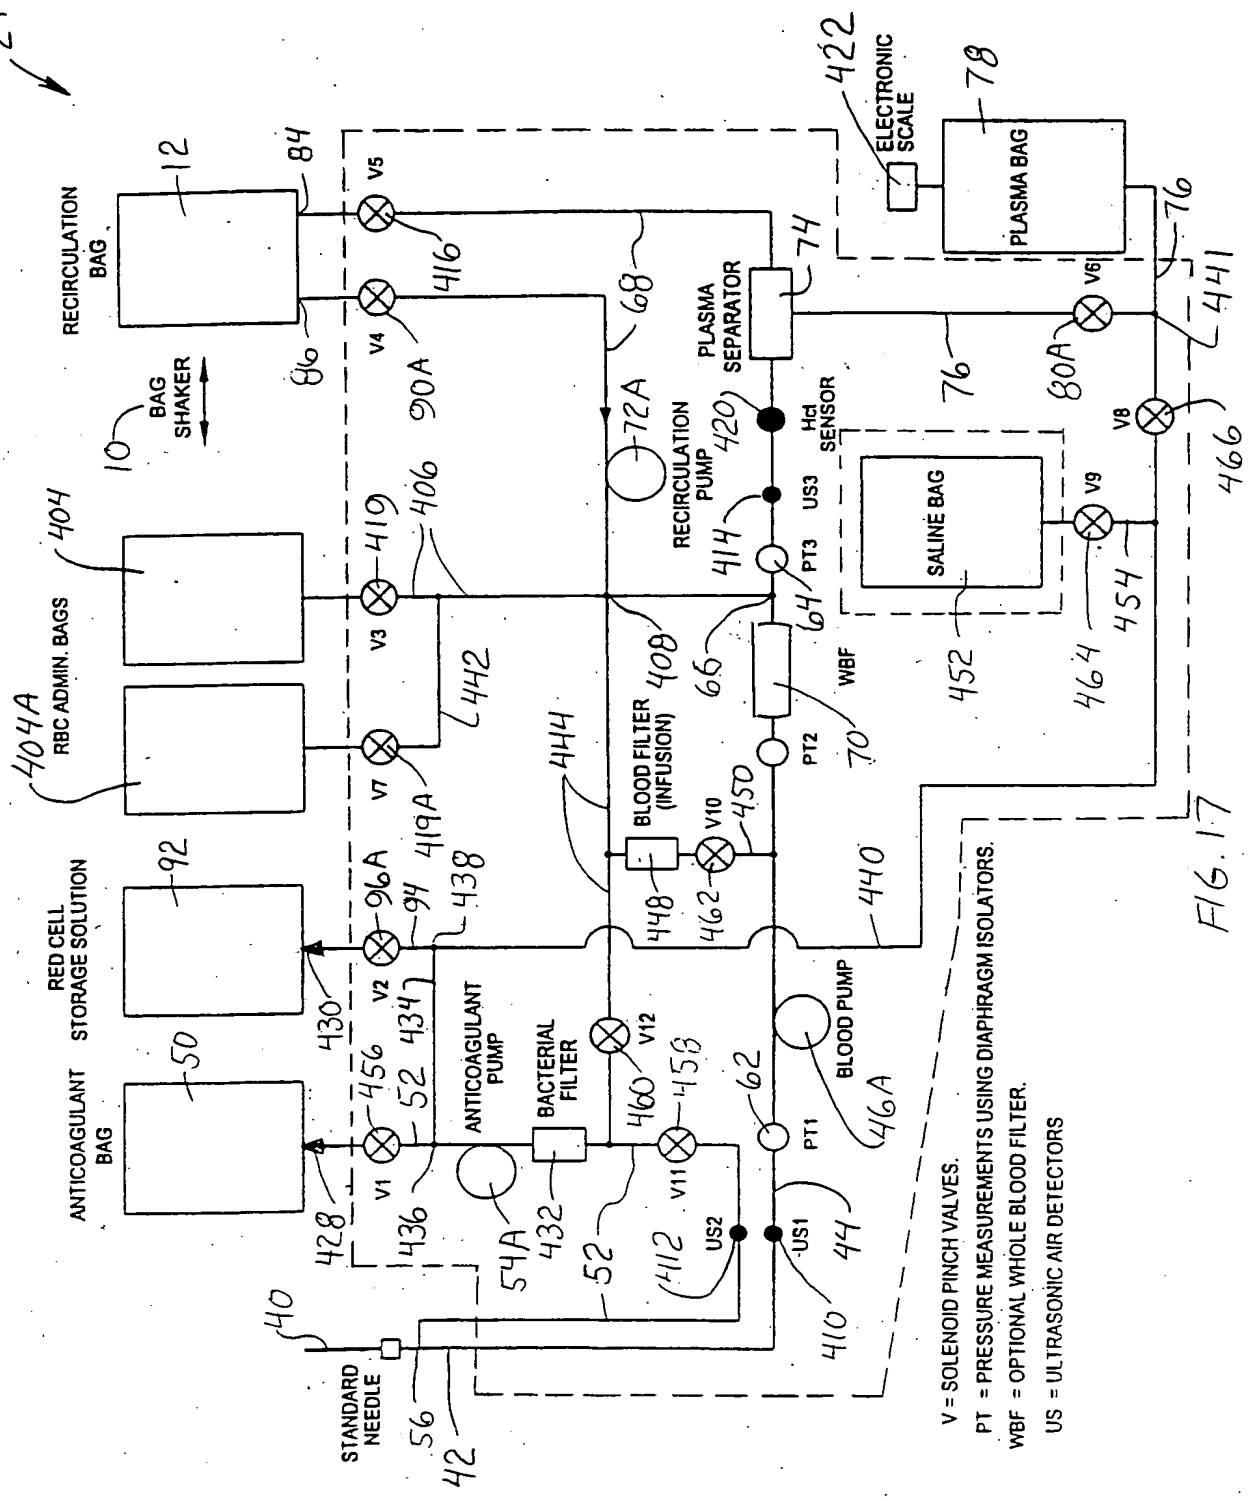 RECIRCULATION
BAG
12
84
86
V5
416
V4
90A
68
BAG
SHAKER
10
404
404A
RBC ADMIN. BAGS
V3
419
406
V7
419A
442
RED CELL
STORAGE SOLUTION
92
430
V2
96A
94
438
434
ANTICOAGULANT
BAG
50
428
V1
456
52
436
ANTICOAGULANT
PUMP
54A
BACTERIAL
FILTER
432
52
V11
458
V12
460
444
408
RECIRCULATION
PUMP
72A
BLOOD FILTER
(INFUSION)
448
V10
462
450
PT2
WBF
70
66
64
PT3
414
US3
420
Hct
SENSOR
PLASMA
SEPARATOR
74
76
V6
80A
441
76
ELECTRONIC
SCALE
422
PLASMA BAG
78
V8
466
SALINE BAG
452
V9
464
454
440
BLOOD PUMP
46A
62
PT1
44
US1
410
US2
412
STANDARD
NEEDLE
40
56
42
V = SOLENOID PINCH VALVES.
PT = PRESSURE MEASUREMENTS USING DIAPHRAGM ISOLATORS.
WBF = OPTIONAL WHOLE BLOOD FILTER.
US = ULTRASONIC AIR DETECTORS
FIG. 17